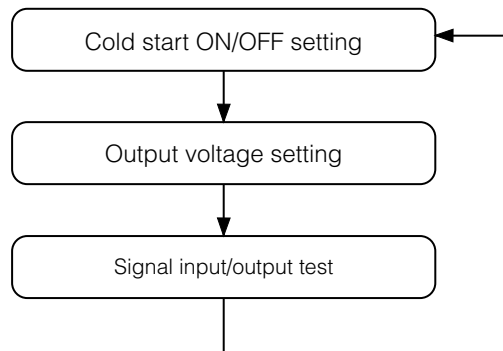 Cold start ON/OFF setting
Output voltage setting
Signal input/output test